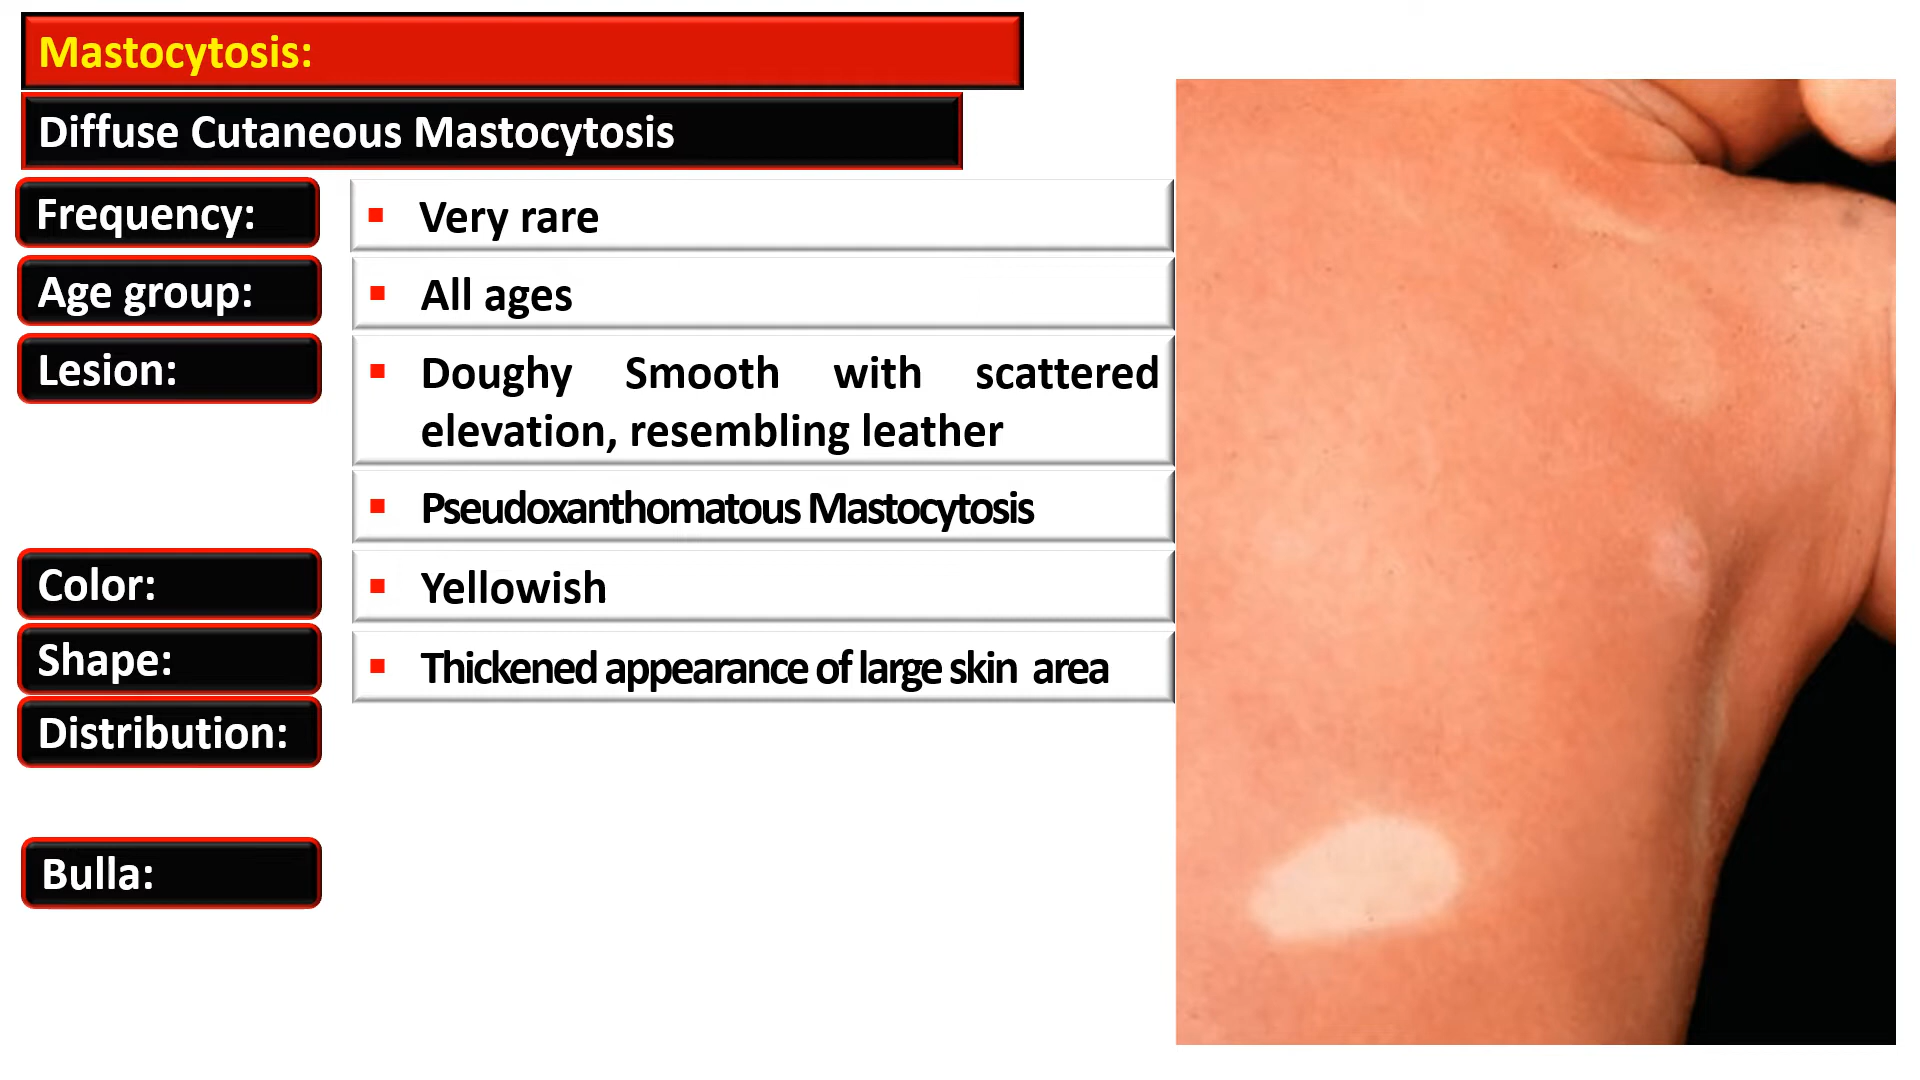 Mastocytosis:
Diffuse Cutaneous Mastocytosis
Frequency:
▪ Very rare
Age group:
▪ All ages
Lesion:
▪ Doughy Smooth with scattered
elevation, resembling leather
▪ Pseudoxanthomatous Mastocytosis
Color:
▪ Yellowish
Shape:
▪ Thickened appearance of large skin area
Distribution:
Bulla: